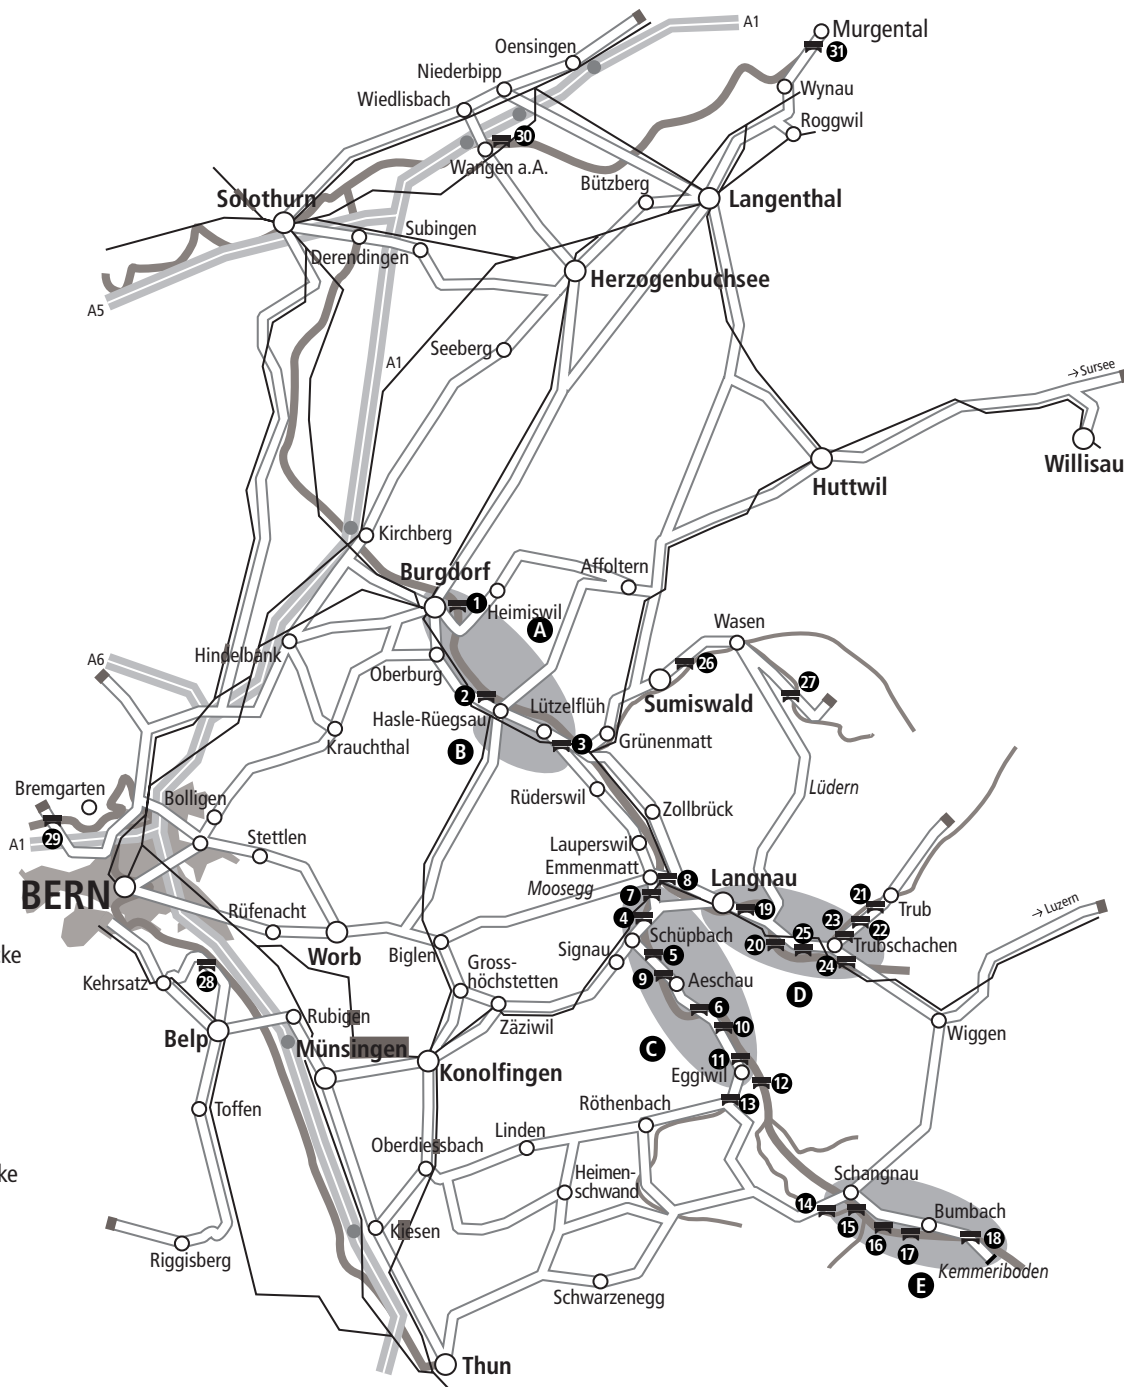 A1
Murgental
31
Oensingen
Niederbipp
Wynau
Wiedlisbach
Roggwil
30
Wangen a.A.
Bützberg
Langenthal
Solothurn
Subingen
Derendingen
Herzogenbuchsee
A5
Seeberg
A1
→ Sursee
Willisau
Huttwil
Kirchberg
Burgdorf
Affoltern
1
Heimiswil
A
Wasen
Hindelbank
26
A6
Oberburg
27
2
Lützelflüh
Sumiswald
Hasle-Rüegsau
Krauchthal
B
3
Grünenmatt
Bremgarten
Bolligen
Rüderswil
Lüdern
Zollbrück
29
A1
Stettlen
Lauperswil
Emmenmatt
BERN
Moosegg
8
Langnau
7
21
Trub
Rüfenacht
4
19
23
22
→ Luzern
Worb
Biglen
Signau
Schüpbach
20
25
Trubschachen
cke
5
24
Kehrsatz
28
Gross-
höchstetten
9
Aeschau
D
Zäziwil
6
Rubigen
10
Wiggen
Belp
Münsingen
C
11
Konolfingen
Eggiwil
12
Toffen
Röthenbach
13
Linden
Oberdiessbach
cke
Heimen-
schwand
Schangnau
14
Bumbach
15
Kiesen
16
17
18
Riggisberg
Kemmeriboden
E
Schwarzenegg
Thun